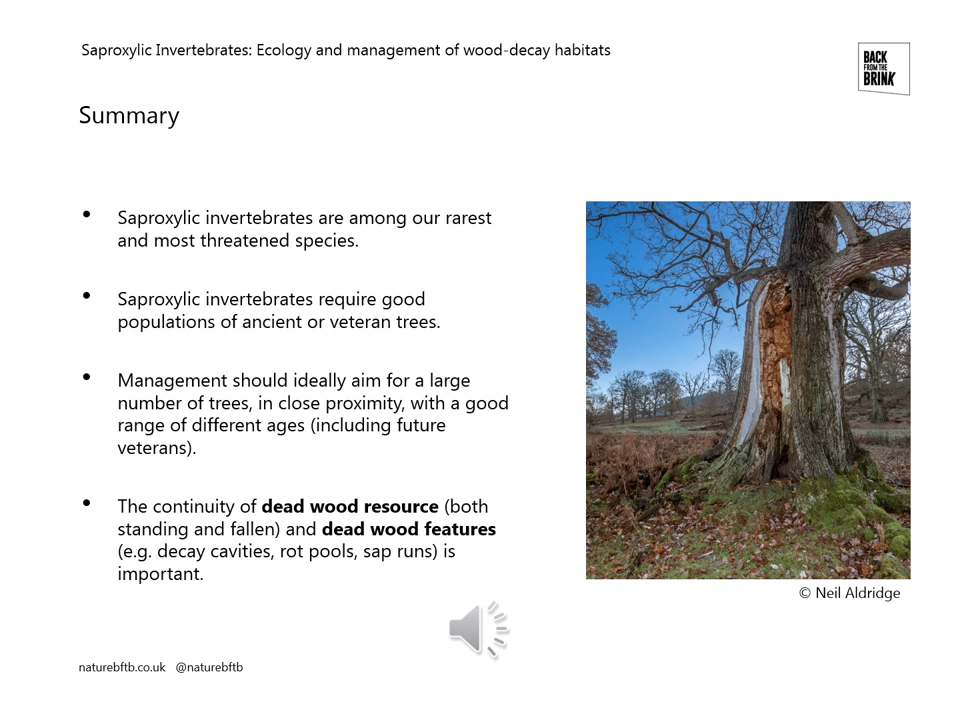 Saproxylic Invertebrates: Ecology and management of wood-decay habitats
BACK
FROM THE
BRINK
Summary
• Saproxylic invertebrates are among our rarest
and most threatened species.
• Saproxylic invertebrates require good
populations of ancient or veteran trees.
• Management should ideally aim for a large
number of trees, in close proximity, with a good
range of different ages (including future
veterans).
• The continuity of dead wood resource (both
standing and fallen) and dead wood features
(e.g. decay cavities, rot pools, sap runs) is
important.
© Neil Aldridge
naturebftb.co.uk @naturebftb